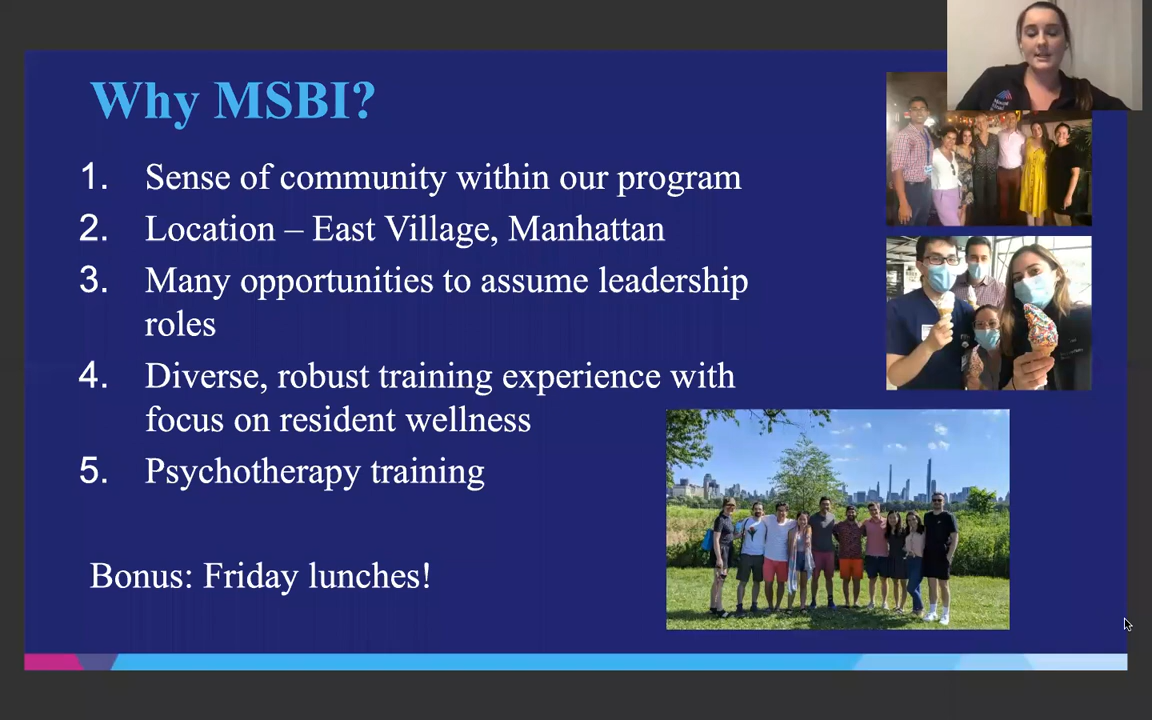 Why MSBI?
1. Sense of community within our program
2. Location – East Village, Manhattan
3. Many opportunities to assume leadership
roles
4. Diverse, robust training experience with
focus on resident wellness
5. Psychotherapy training
Bonus: Friday lunches!